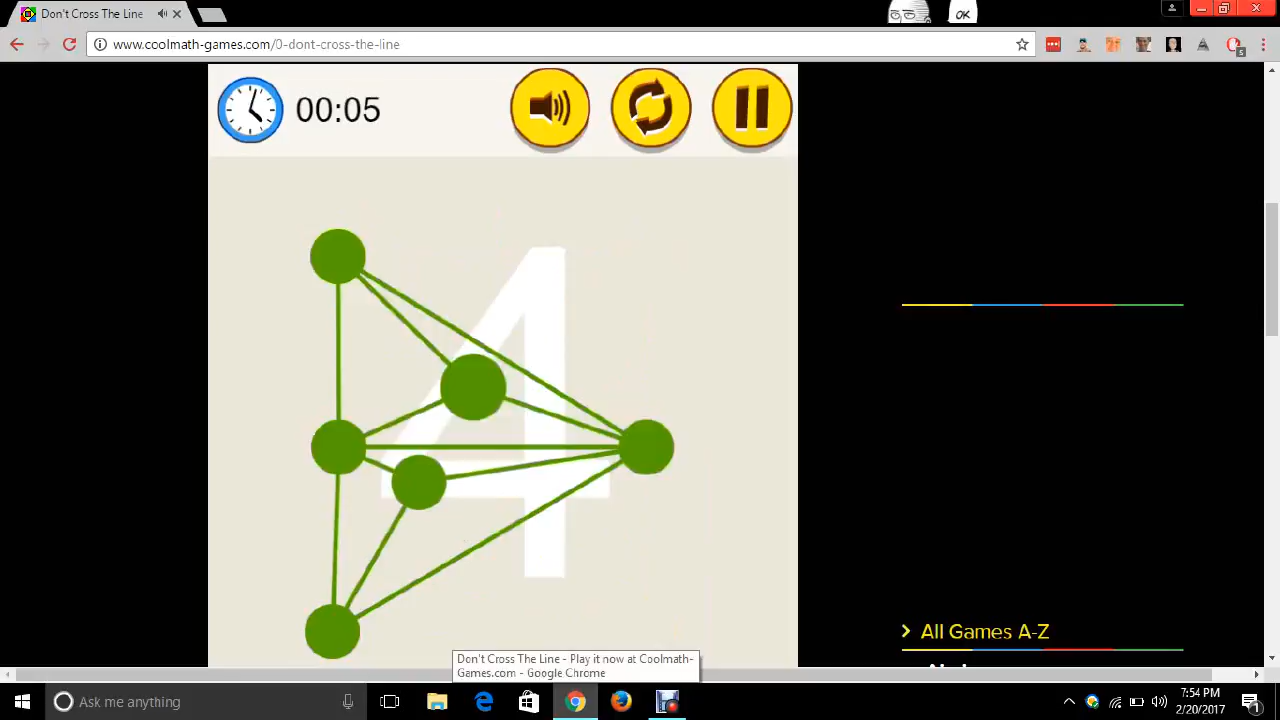 Don't Cross The Line
OK
www.coolmath-games.com/0-dont-cross-the-line
5
00:05
4
All Games A-Z
Don't Cross The Line - Play it now at Coolmath-
Games.com - Google Chrome
Ask me anything
7:54 PM
2/20/2017
1